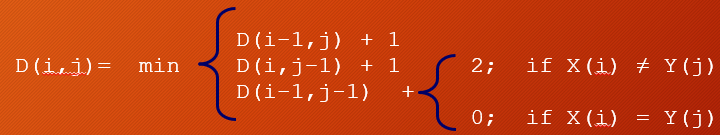 D(i-1,j) + 1
D(i,j)= min D(i,j-1) + 1 2; if X(i) ≠ Y(j)
D(i-1,j-1) +
0; if X(i) = Y(j)